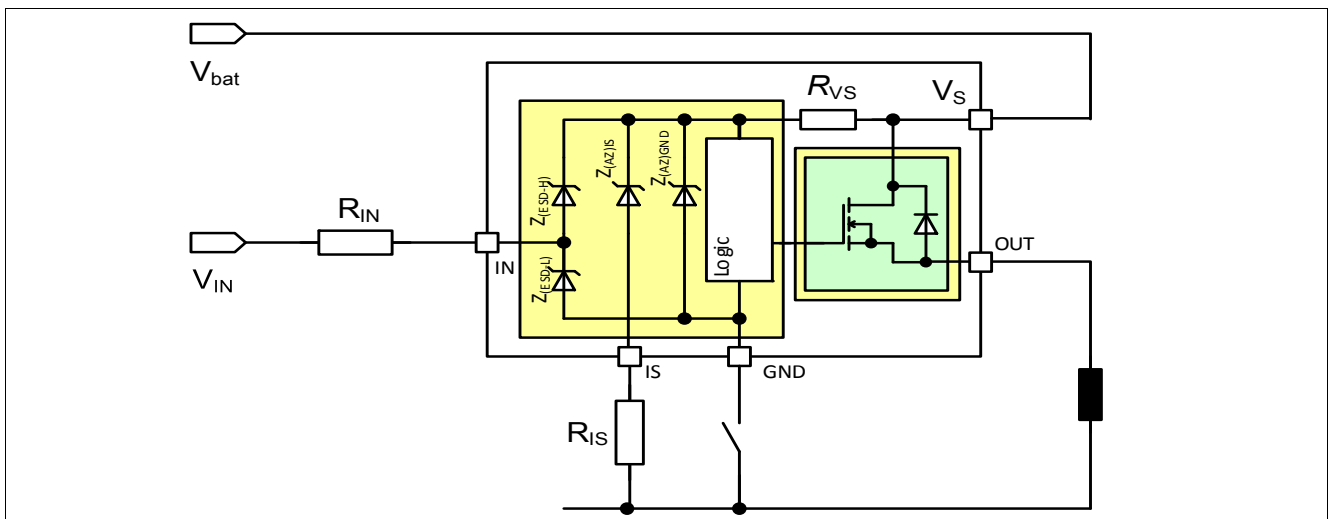 Vbat
RVS
VS
Z(AZ)IS
Z(AZ)GND
Z(ESD-H)
RIN
OUT
IN
Logic
VIN
Z(ESD-L)
IS
GND
RIS